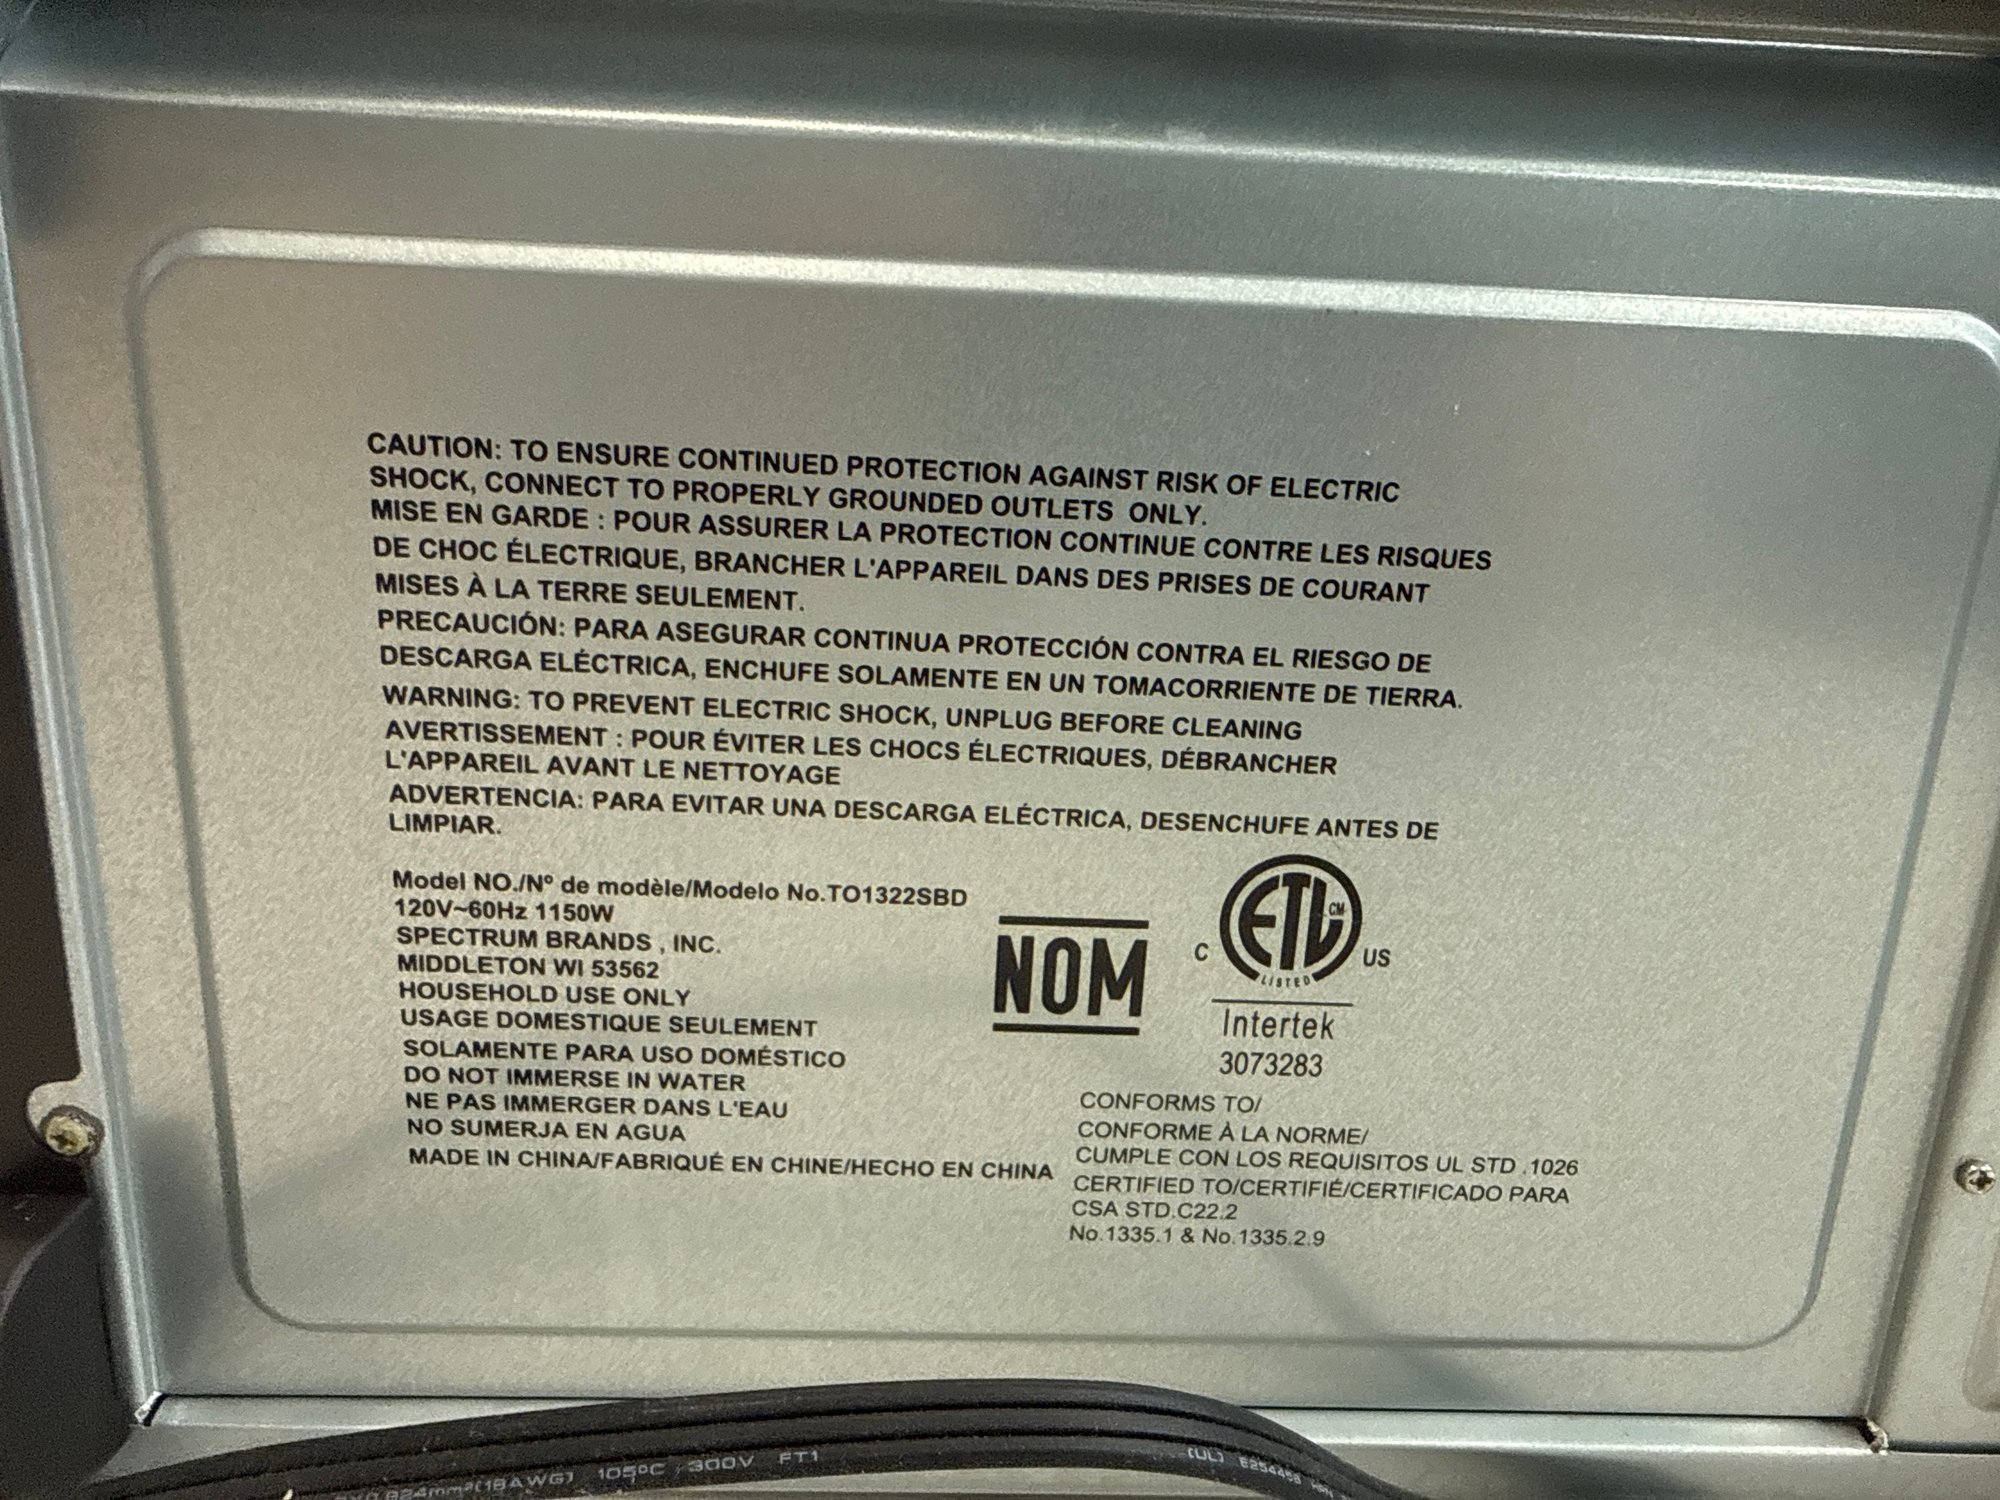 CAUTION: TO ENSURE CONTINUED PROTECTION AGAINST RISK OF ELECTRIC
SHOCK, CONNECT TO PROPERLY GROUNDED OUTLETS ONLY.
MISE EN GARDE : POUR ASSURER LA PROTECTION CONTINUE CONTRE LES RISQUES
DE CHOC ÉLECTRIQUE, BRANCHER L'APPAREIL DANS DES PRISES DE COURANT
MISES À LA TERRE SEULEMENT.
PRECAUCIÓN: PARA ASEGURAR CONTINUA PROTECCIÓN CONTRA EL RIESGO DE
DESCARGA ELÉCTRICA, ENCHUFE SOLAMENTE EN UN TOMACORRIENTE DE TIERRA.
WARNING: TO PREVENT ELECTRIC SHOCK, UNPLUG BEFORE CLEANING
AVERTISSEMENT : POUR ÉVITER LES CHOCS ÉLECTRIQUES, DÉBRANCHER
L'APPAREIL AVANT LE NETTOYAGE
ADVERTENCIA: PARA EVITAR UNA DESCARGA ELÉCTRICA, DESENCHUFE ANTES DE
LIMPIAR.
Model NO./Nº de modèle/Modelo No.TO1322SBD
120V~60Hz 1150W
SPECTRUM BRANDS , INC.
MIDDLETON WI 53562
HOUSEHOLD USE ONLY
USAGE DOMESTIQUE SEULEMENT
SOLAMENTE PARA USO DOMÉSTICO
DO NOT IMMERSE IN WATER
NE PAS IMMERGER DANS L'EAU
NO SUMERJA EN AGUA
MADE IN CHINA/FABRIQUÉ EN CHINE/HECHO EN CHINA
NOM
C ETL CM US
LISTED
Intertek
3073283
CONFORMS TO/
CONFORME À LA NORME/
CUMPLE CON LOS REQUISITOS UL STD .1026
CERTIFIED TO/CERTIFIÉ/CERTIFICADO PARA
CSA STD.C22.2
No.1335.1 & No.1335.2.9
0.824mm²(18AWG) 105ºC 300V FT1 (UL) E254458